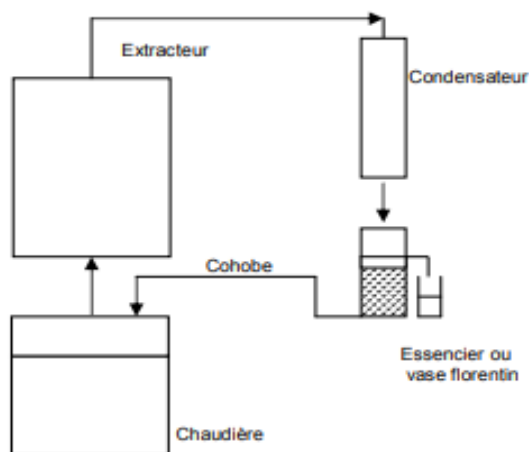 Extracteur
Condensateur
Cohobe
Essencier ou
vase florentin
Chaudière